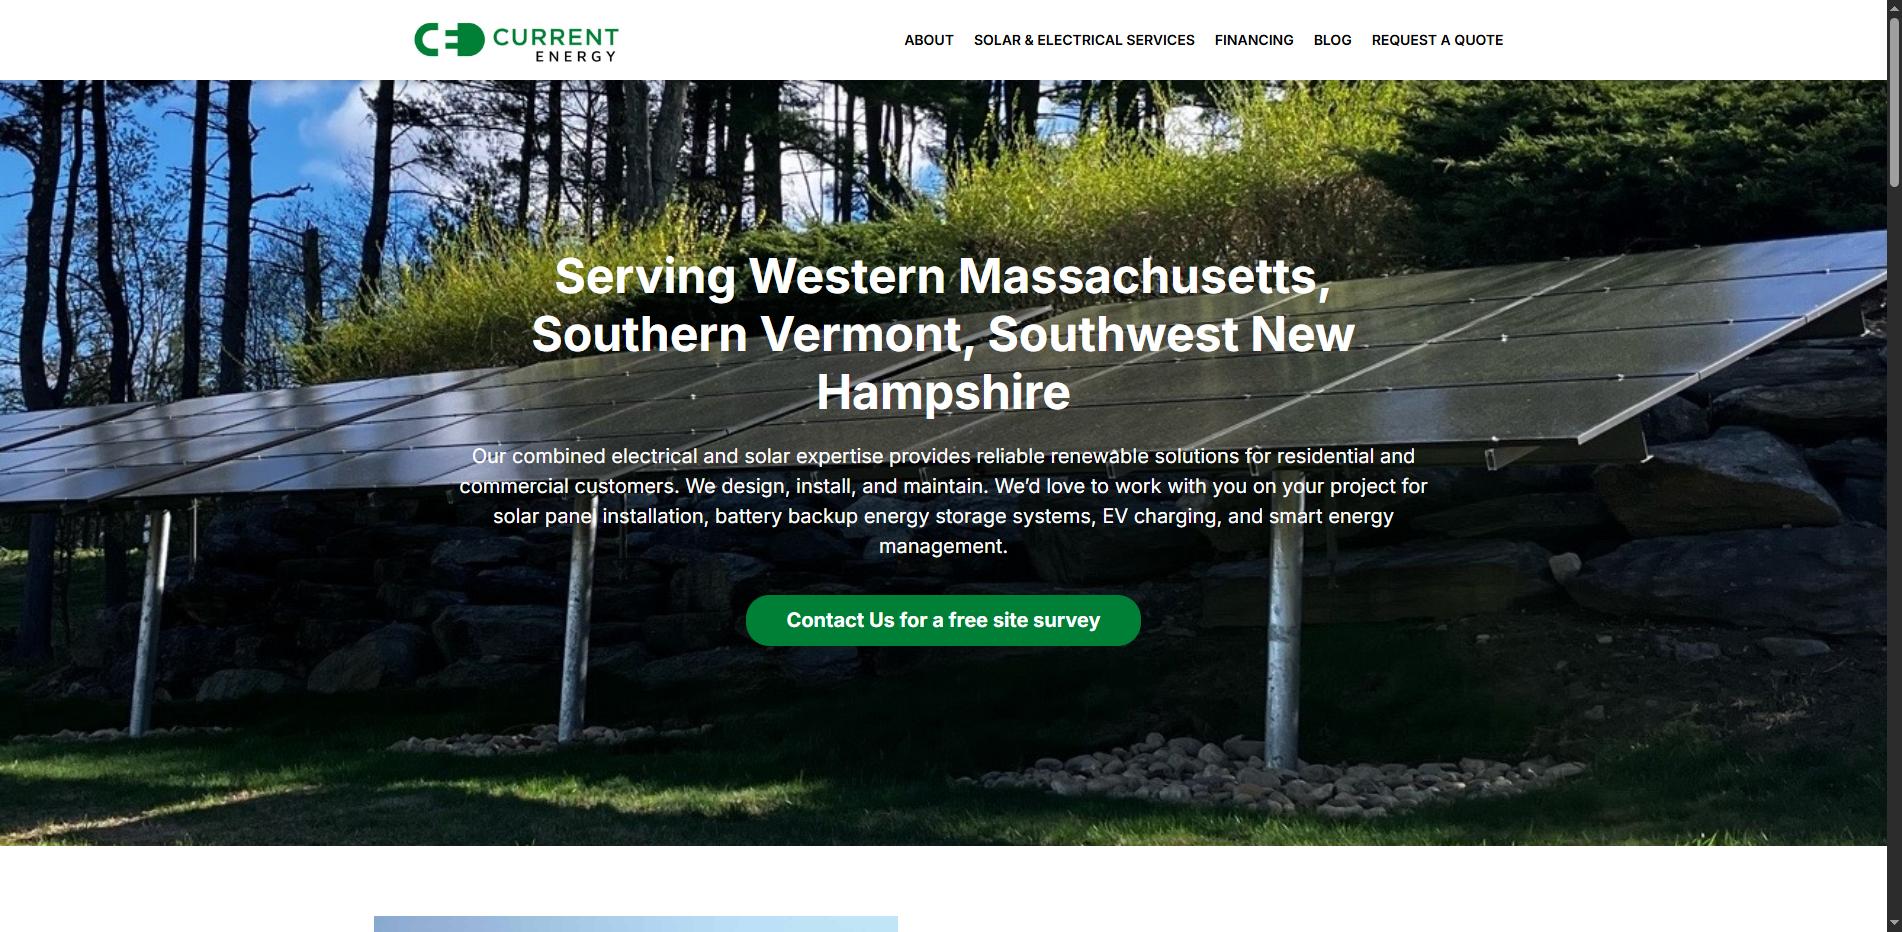 CURRENT
ENERGY
ABOUT SOLAR & ELECTRICAL SERVICES FINANCING BLOG REQUEST A QUOTE
Serving Western Massachusetts,
Southern Vermont, Southwest New
Hampshire
Our combined electrical and solar expertise provides reliable renewable solutions for residential and
commercial customers. We design, install, and maintain. We’d love to work with you on your project for
solar panel installation, battery backup energy storage systems, EV charging, and smart energy
management.
Contact Us for a free site survey